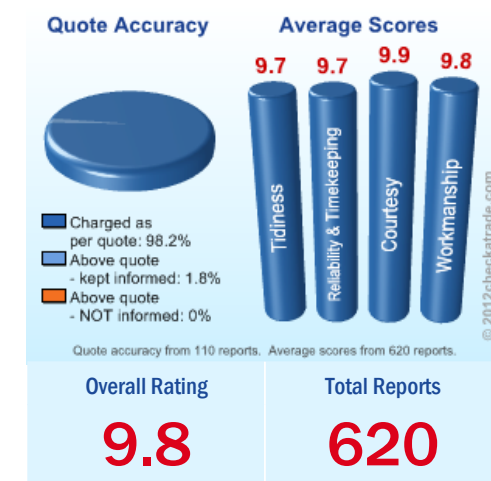 Quote Accuracy
Average Scores
9.7
9.7
9.9
9.8
Tidiness
Reliability & Timekeeping
Courtesy
Workmanship
Charged as
per quote: 98.2%
Above quote
- kept informed: 1.8%
Above quote
- NOT informed: 0%
© 2012checkatrade.com
Quote accuracy from 110 reports. Average scores from 620 reports.
Overall Rating
9.8
Total Reports
620